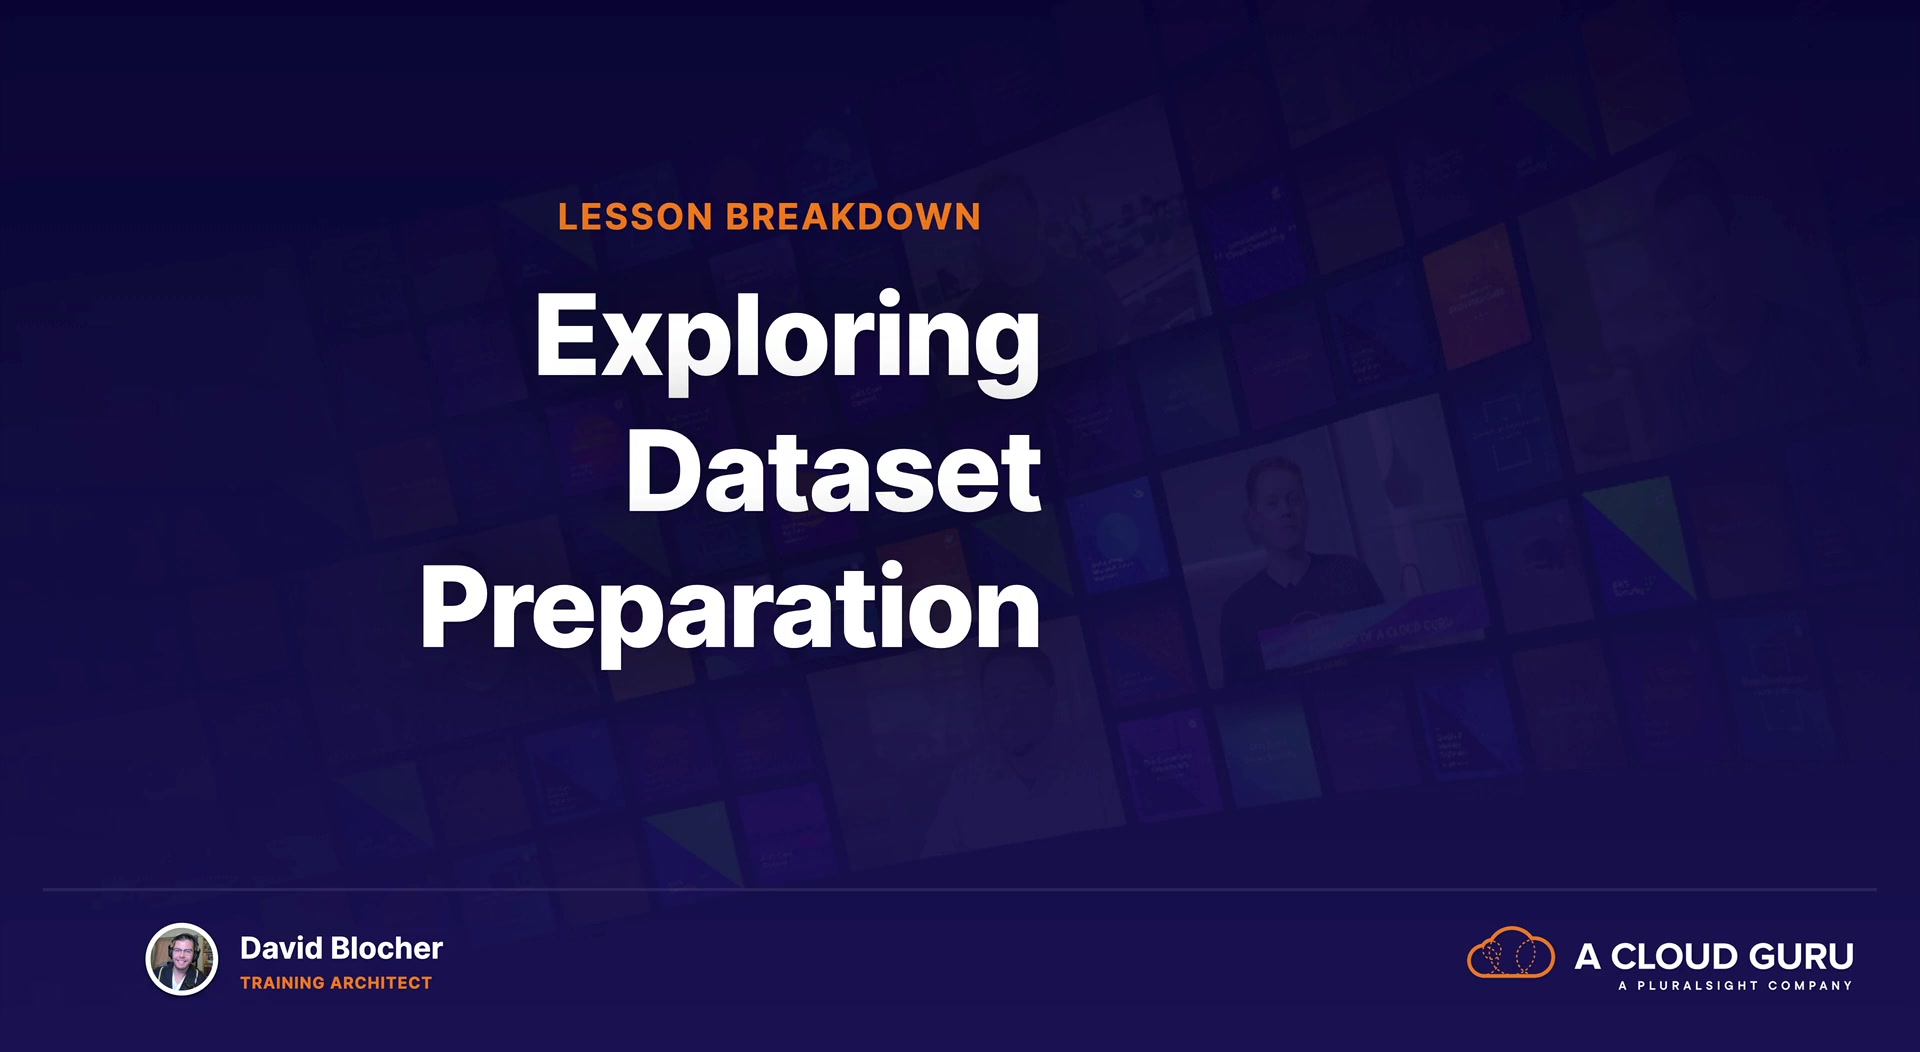 LESSON BREAKDOWN
Exploring
Dataset
Preparation
David Blocher
TRAINING ARCHITECT
A CLOUD GURU
A PLURALSIGHT COMPANY